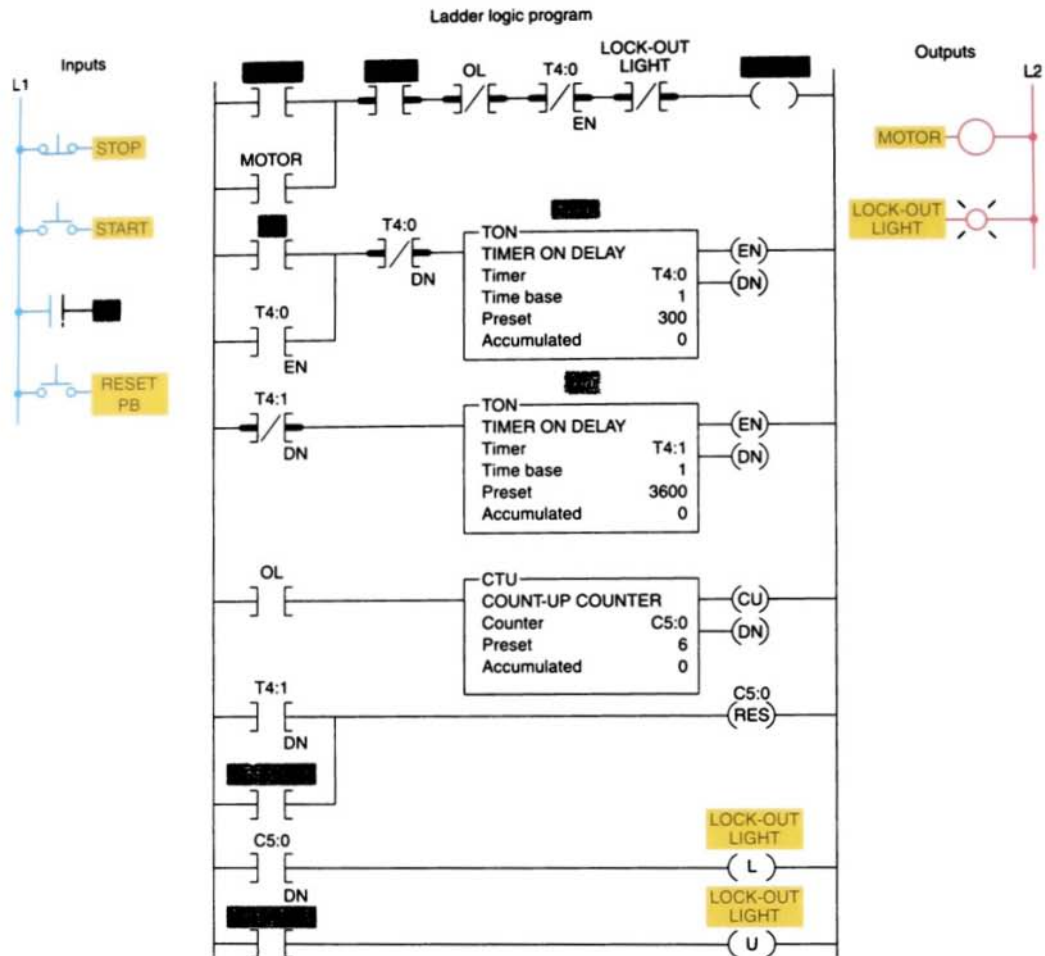 Ladder logic program
Inputs
Outputs
L1
L2
STOP
START
RESET
PB
OL
T4:0
EN
LOCK-OUT
LIGHT
MOTOR
MOTOR
LOCK-OUT
LIGHT
T4:0
DN
T4:0
EN
TON
TIMER ON DELAY
Timer T4:0
Time base 1
Preset 300
Accumulated 0
EN
DN
T4:1
DN
TON
TIMER ON DELAY
Timer T4:1
Time base 1
Preset 3600
Accumulated 0
EN
DN
OL
CTU
COUNT-UP COUNTER
Counter C5:0
Preset 6
Accumulated 0
CU
DN
T4:1
DN
C5:0
RES
C5:0
DN
LOCK-OUT
LIGHT
L
LOCK-OUT
LIGHT
U